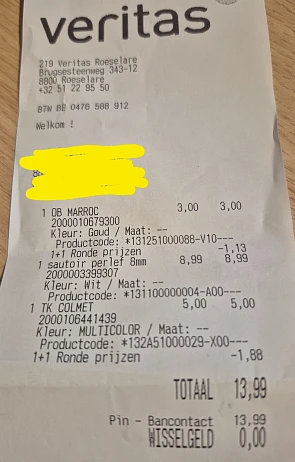 veritas
219 Veritas Roeselare
Brugsesteenweg 343-12
8800 Roeselare
+32 51 22 95 50
BTW BE 0476 588 912
Welkom !
1 OB MARROC 3,00 3,00
2000010679300
Kleur: Goud / Maat: --
Productcode: *131251000088-V10---
1+1 Ronde prijzen -1,13
1 sautoir perlef 8mm 8,99 8,99
2000003399307
Kleur: Wit / Maat: --
Productcode: *131100000004-A00---
1 TK COLMET 5,00 5,00
2000106441439
Kleur: MULTICOLOR / Maat: --
Productcode: *132A51000029-X00---
1+1 Ronde prijzen -1,88
TOTAAL 13,99
Pin - Bancontact 13,99
WISSELGELD 0,00